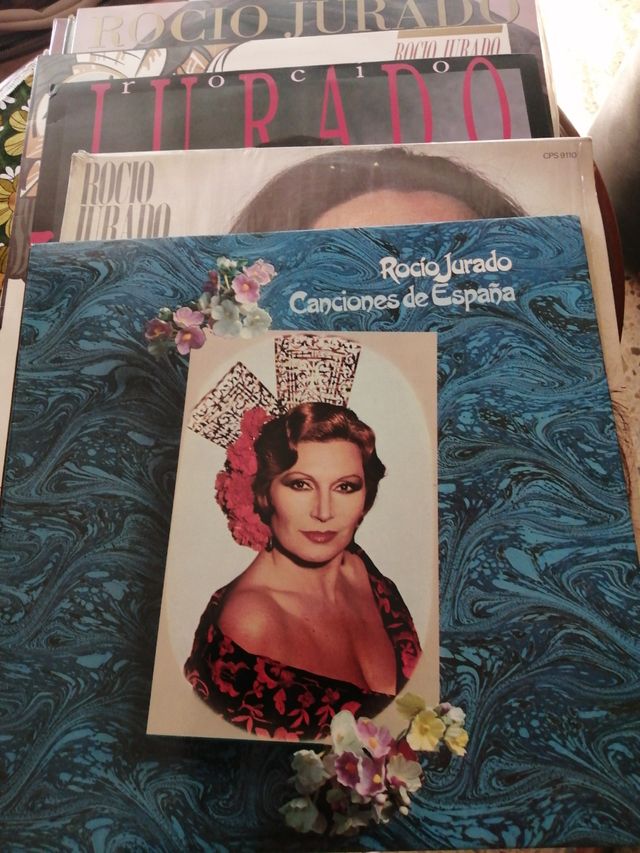 ROCIO JURADO
ROCIO JURADO
rocio
JURADO
CPS 9110
ROCIO
JURADO
Rocío Jurado
Canciones de España